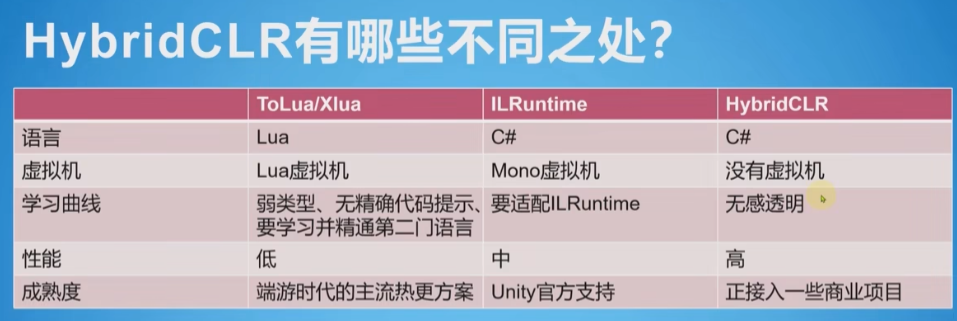 HybridCLR有哪些不同之处？
ToLua/Xlua ILRuntime HybridCLR
语言 Lua C# C#
虚拟机 Lua虚拟机 Mono虚拟机 没有虚拟机
学习曲线 弱类型、无精确代码提示、 要适配ILRuntime 无感透明
要学习并精通第二门语言
性能 低 中 高
成熟度 端游时代的主流热更方案 Unity官方支持 正接入一些商业项目